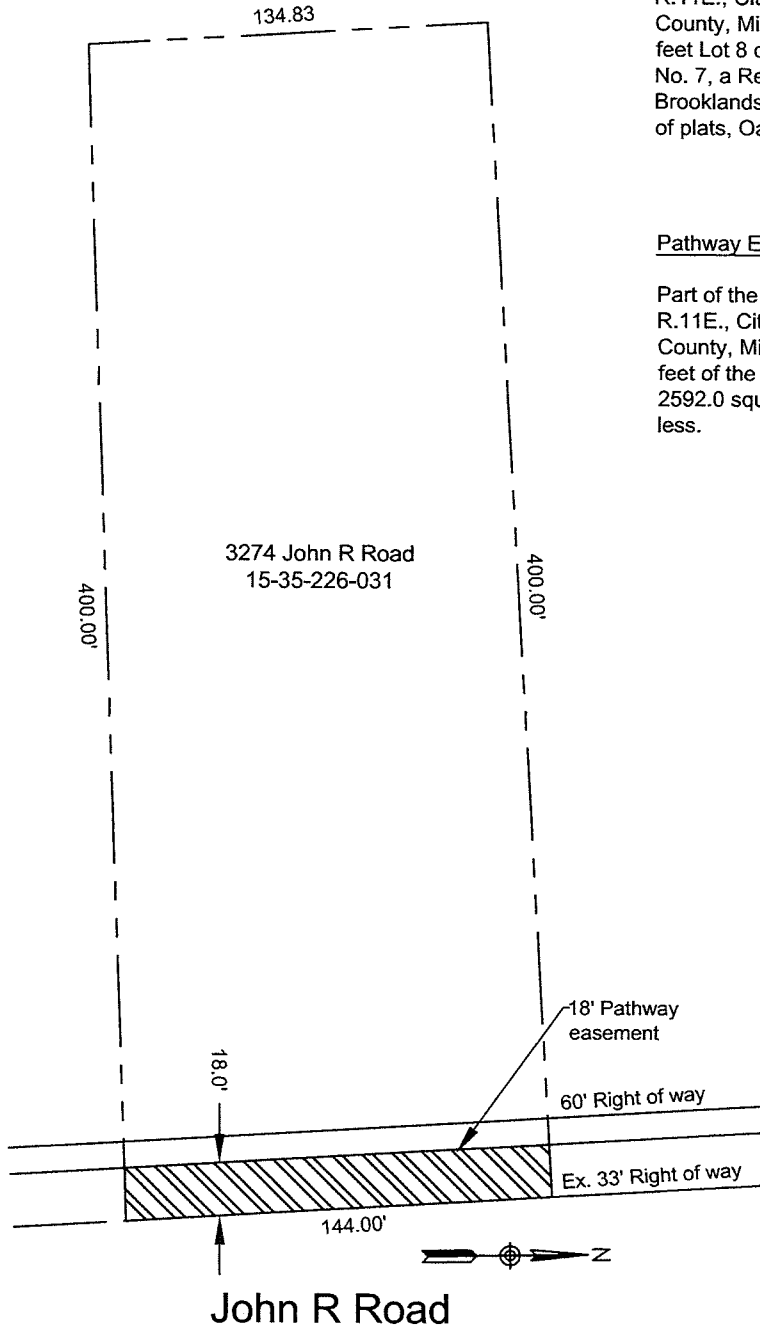 134.83
County, Mi
feet Lot 8
No. 7, a Re
Brooklands
of plats, Oa
Pathway E
Part of the
R.11E., Cit
County, Mi
feet of the
2592.0 squ
less.
3274 John R Road
15-35-226-031
400.00'
400.00'
18' Pathway
easement
18.0'
60' Right of way
Ex. 33' Right of way
144.00'
N
John R Road